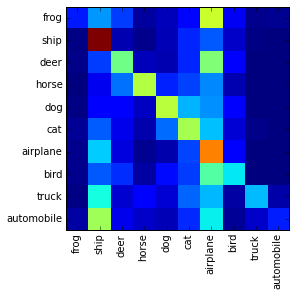 frog
ship
deer
horse
dog
cat
airplane
bird
truck
automobile
frog
ship
deer
horse
dog
cat
airplane
bird
truck
automobile